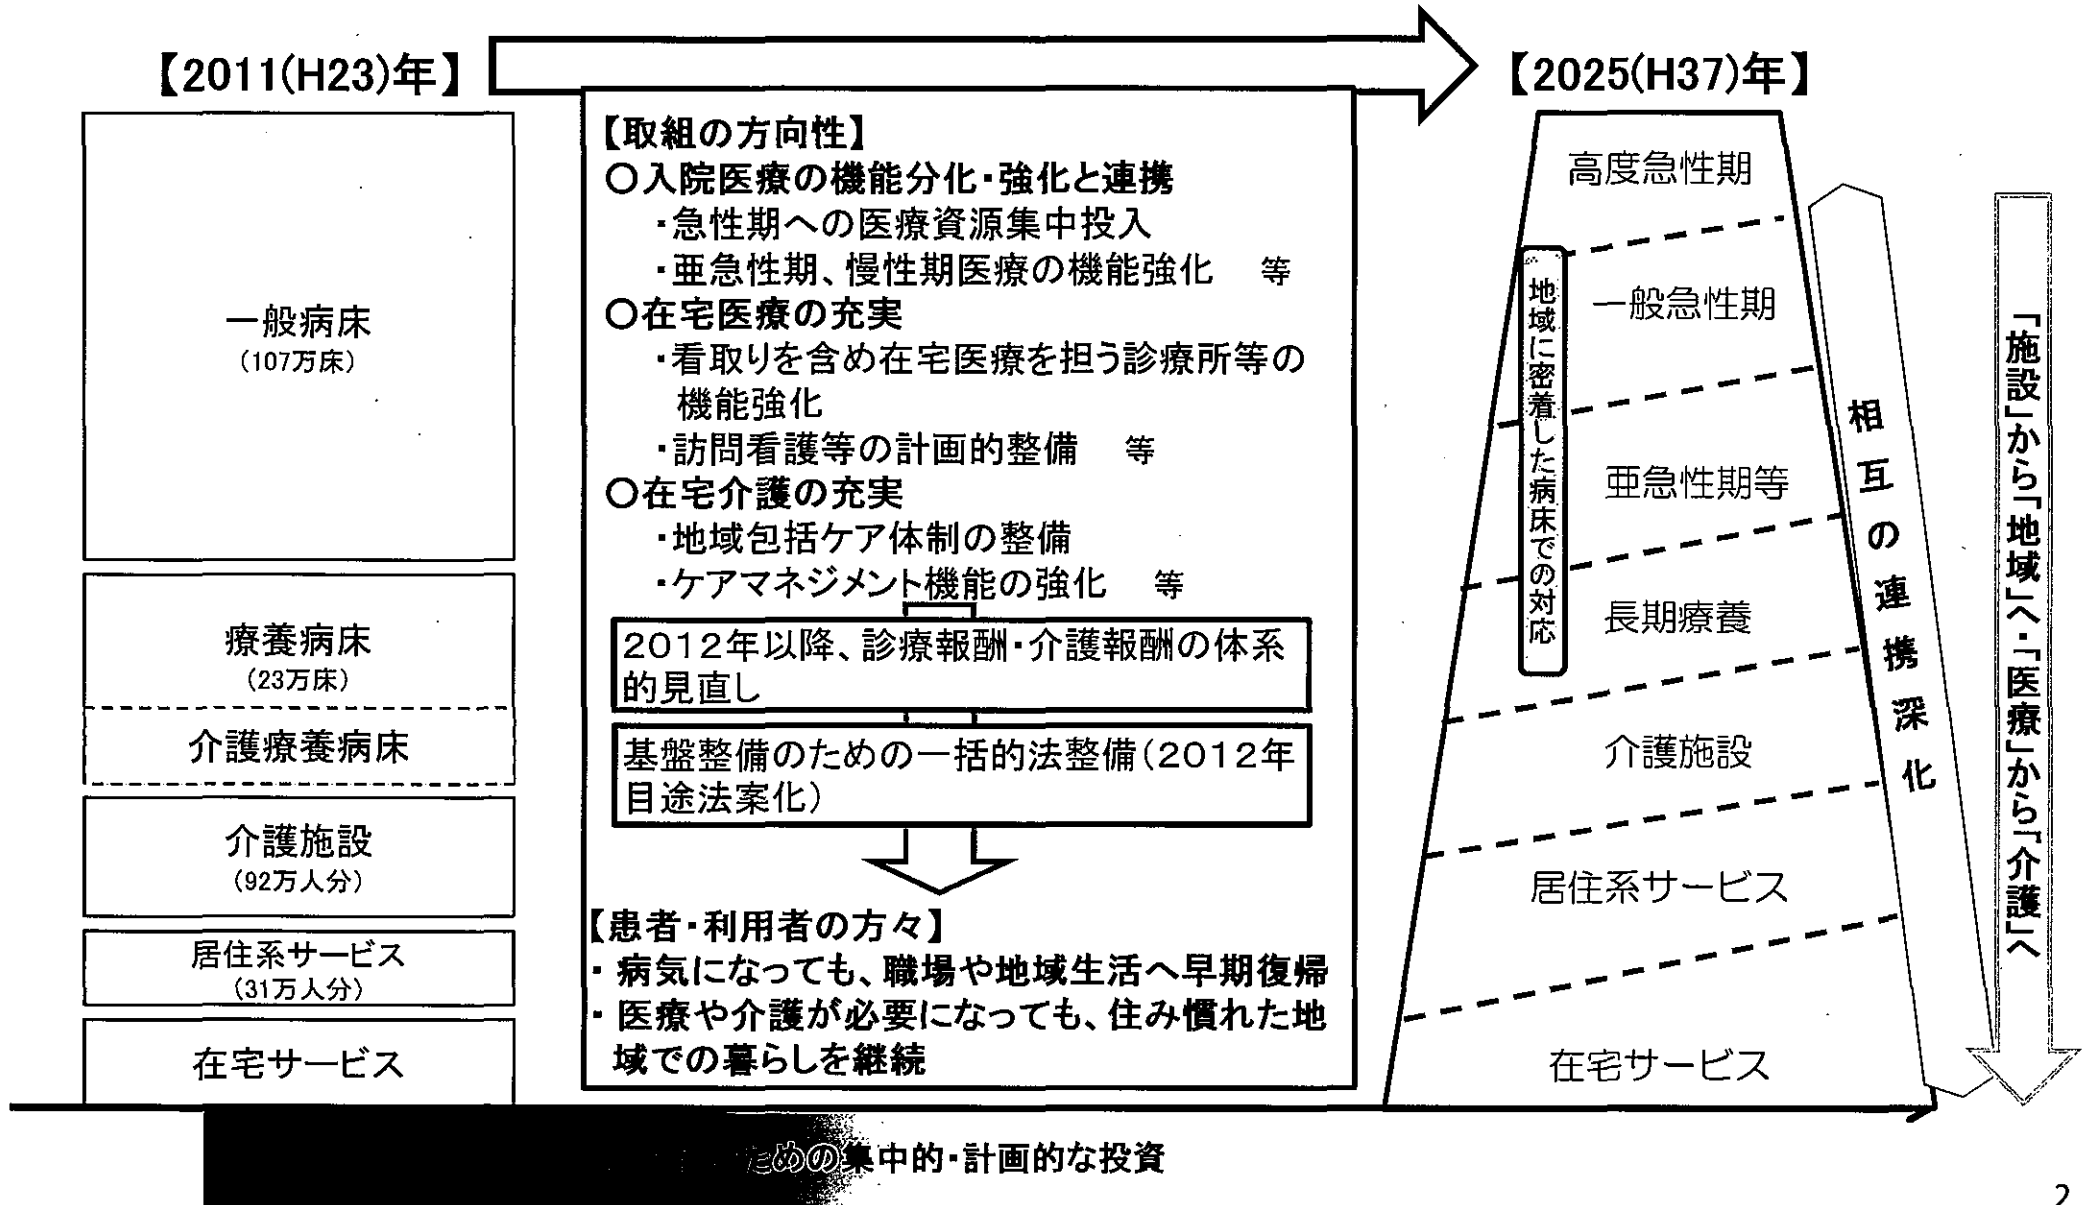 【2011(H23)年】
一般病床
(107万床)
療養病床
(23万床)
介護療養病床
介護施設
(92万人分)
居住系サービス
(31万人分)
在宅サービス
【取組の方向性】
○入院医療の機能分化・強化と連携
・急性期への医療資源集中投入
・亜急性期、慢性期医療の機能強化 等
○在宅医療の充実
・看取りを含め在宅医療を担う診療所等の
機能強化
・訪問看護等の計画的整備 等
○在宅介護の充実
・地域包括ケア体制の整備
・ケアマネジメント機能の強化 等
2012年以降、診療報酬・介護報酬の体系
的見直し
基盤整備のための一括的法整備(2012年
目途法案化)
【患者・利用者の方々】
・ 病気になっても、職場や地域生活へ早期復帰
・ 医療や介護が必要になっても、住み慣れた地
域での暮らしを継続
【2025(H37)年】
高度急性期
一般急性期
亜急性期等
長期療養
介護施設
居住系サービス
在宅サービス
地域に密着した病床での対応
相互の連携深化
「施設」から「地域」へ・「医療」から「介護」へ
ための集中的・計画的な投資
2